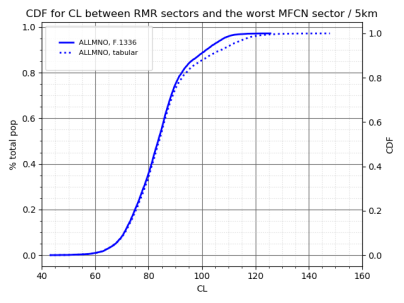 CDF for CL between RMR sectors and the worst MFCN sector / 5km
ALLMNO, F.1336
ALLMNO, tabular
% total pop
1.0
0.8
0.6
0.4
0.2
0.0
1.0
0.8
0.6
0.4
0.2
0.0
CDF
40 60 80 100 120 140 160
CL